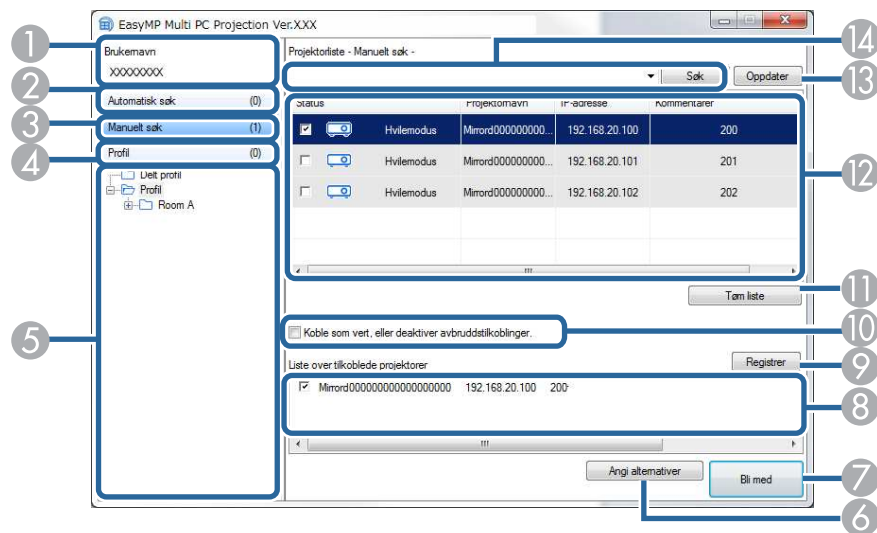 EasyMP Multi PC Projection Ver.XXX
1
Brukernavn
XXXXXXXX
2
Automatisk søk (0)
3
Manuelt søk (1)
4
Profil (0)
5
Delt profil
Profil
Room A
Projektorliste - Manuelt søk -
14
Søk
Oppdater
13
Status Projektornavn IP-adresse Kommentarer
Hvilemodus Mirrord000000000... 192.168.20.100 200
Hvilemodus Mirrord000000000... 192.168.20.101 201
Hvilemodus Mirrord000000000... 192.168.20.102 202
12
Tøm liste
11
Koble som vert, eller deaktiver avbruddstilkoblinger.
10
Liste over tilkoblede projektorer
Registrer
9
Mirrord00000000000000000000 192.168.20.100 200
8
Angi alternativer
Bli med
7
6